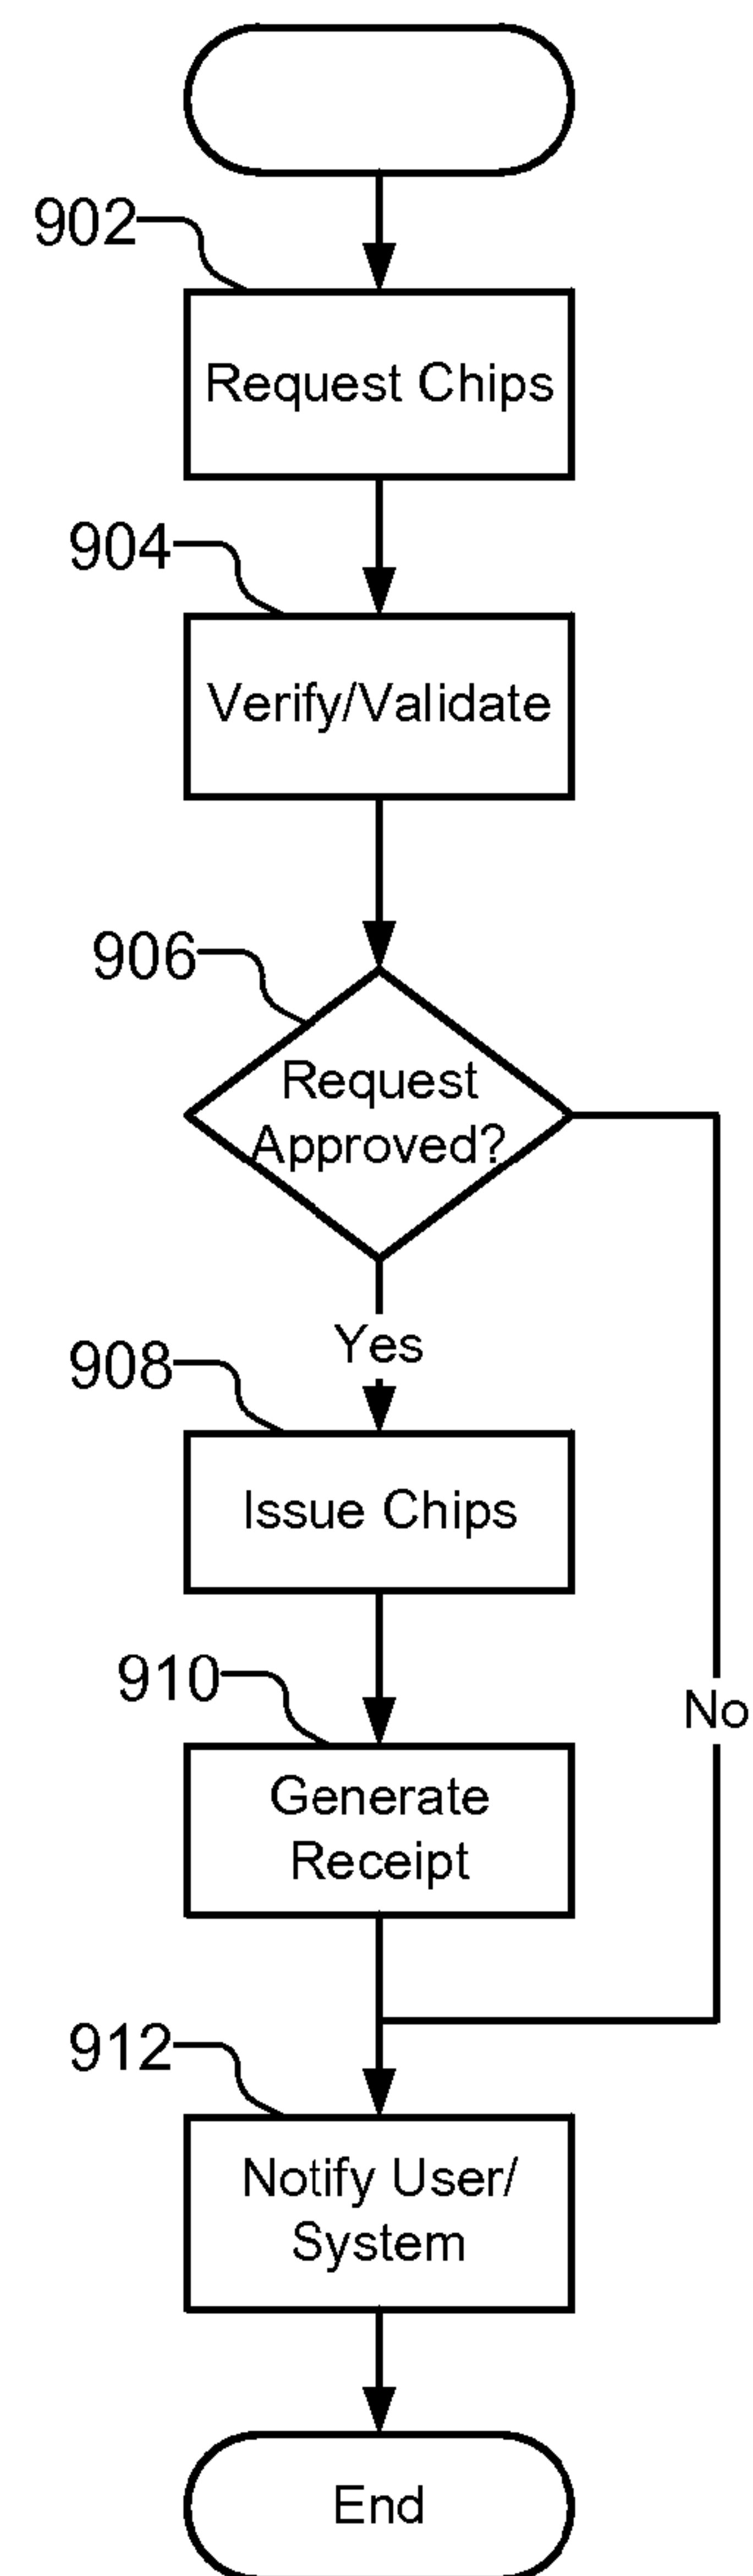 902
Request Chips
904
Verify/Validate
906
Request
Approved?
Yes
908
Issue Chips
910
No
Generate
Receipt
912
Notify User/
System
End